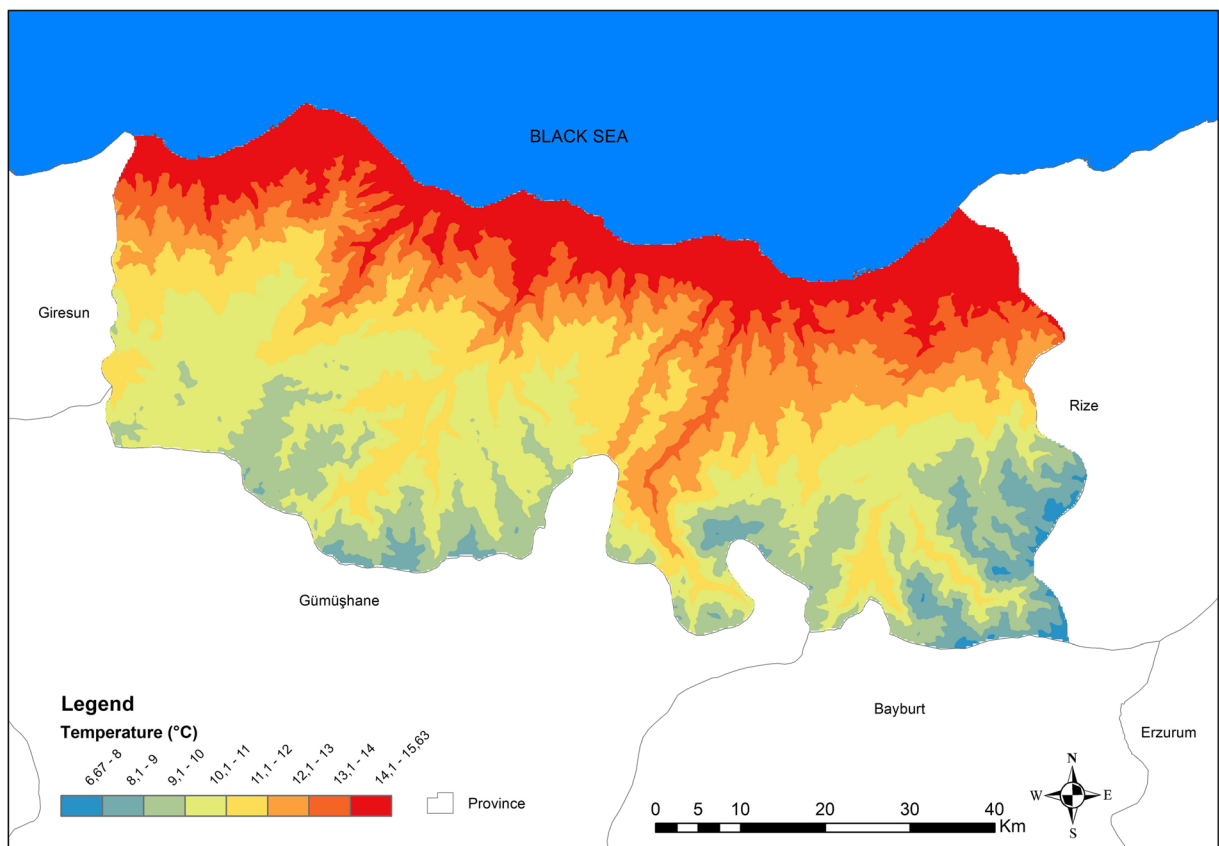 BLACK SEA
Giresun
Rize
Gümüşhane
Bayburt
Erzurum
Legend
Temperature (°C)
6,67 - 8
8,1 - 9
9,1 - 10
10,1 - 11
11,1 - 12
12,1 - 13
13,1 - 14
14,1 - 15,63
Province
N
W E
S
0 5 10 20 30 40
Km